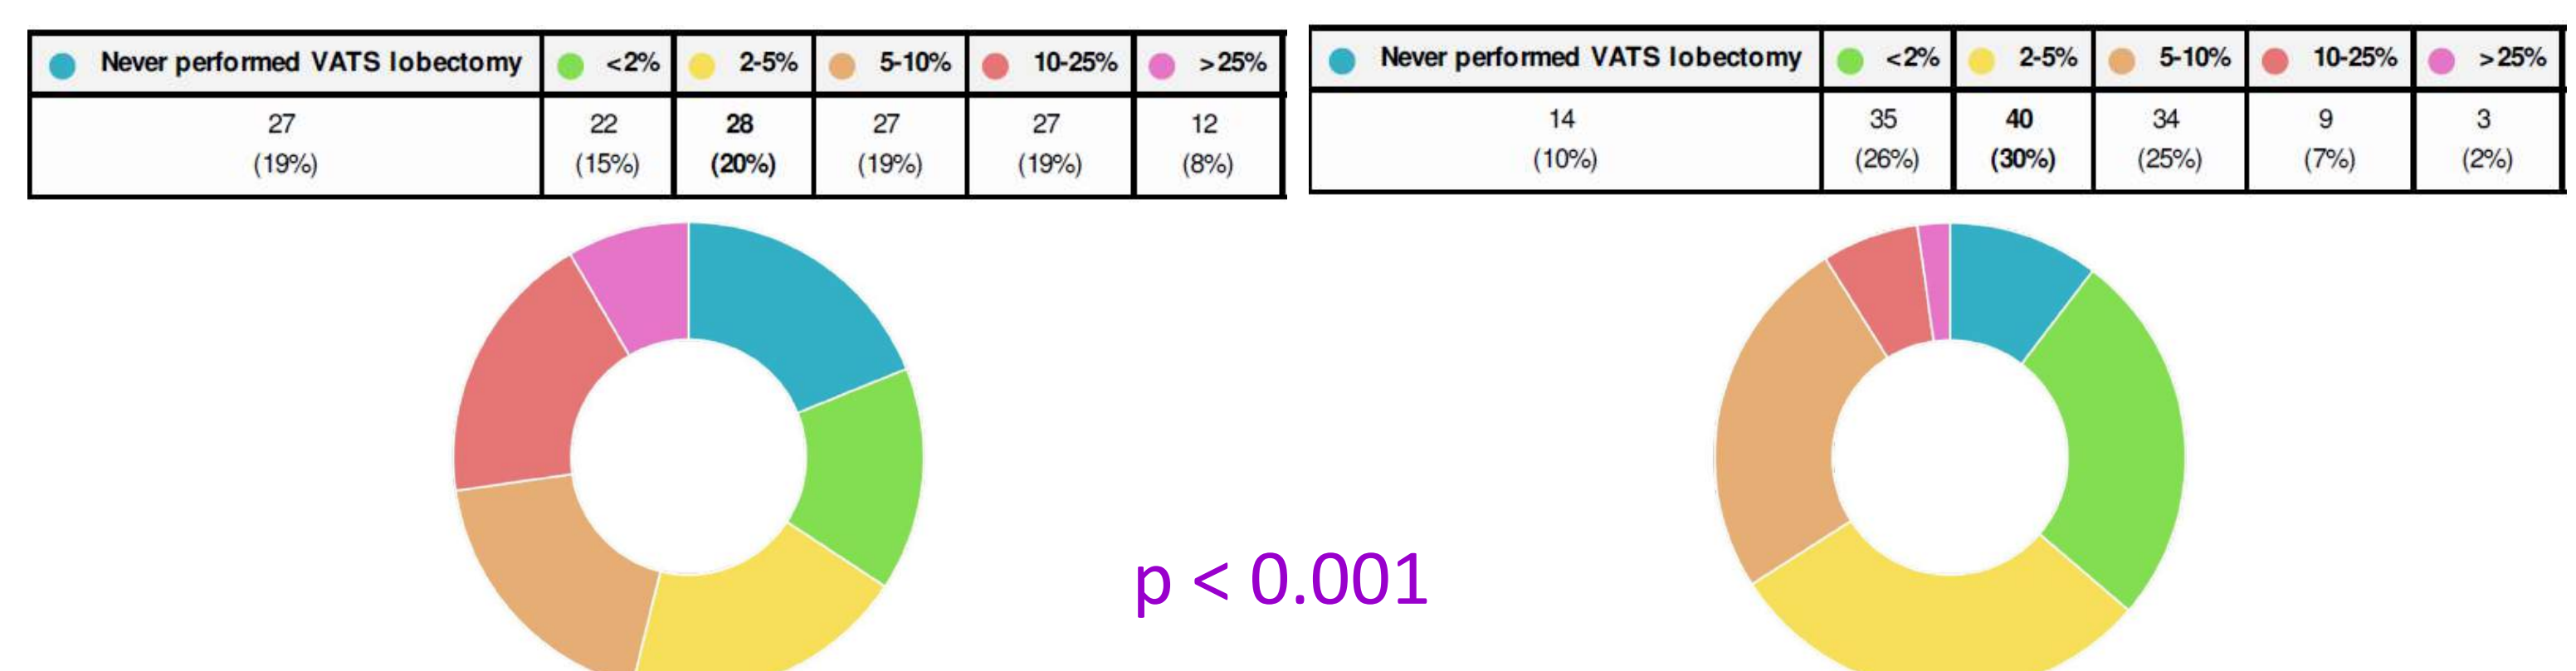 Never performed VATS lobectomy <2% 2-5% 5-10% 10-25% >25%
27 22 28 27 27 12
(19%) (15%) (20%) (19%) (19%) (8%)
Never performed VATS lobectomy <2% 2-5% 5-10% 10-25% >25%
14 35 40 34 9 3
(10%) (26%) (30%) (25%) (7%) (2%)
p < 0.001